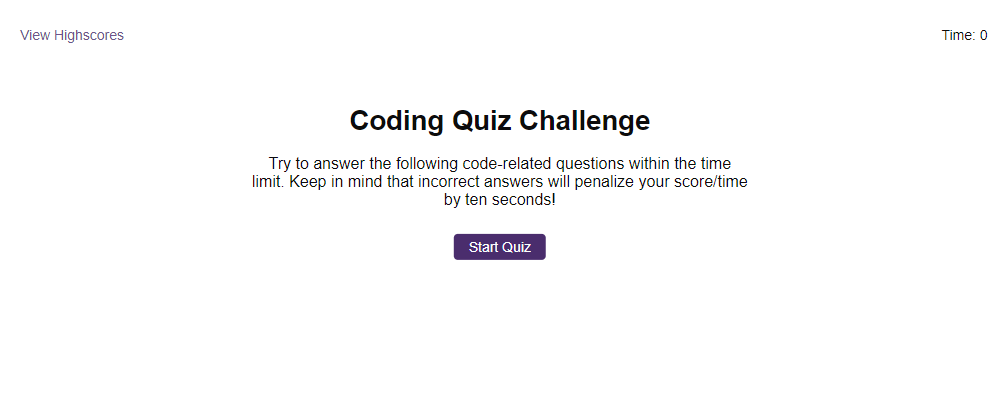 View Highscores
Time: 0
Coding Quiz Challenge
Try to answer the following code-related questions within the time
limit. Keep in mind that incorrect answers will penalize your score/time
by ten seconds!
Start Quiz